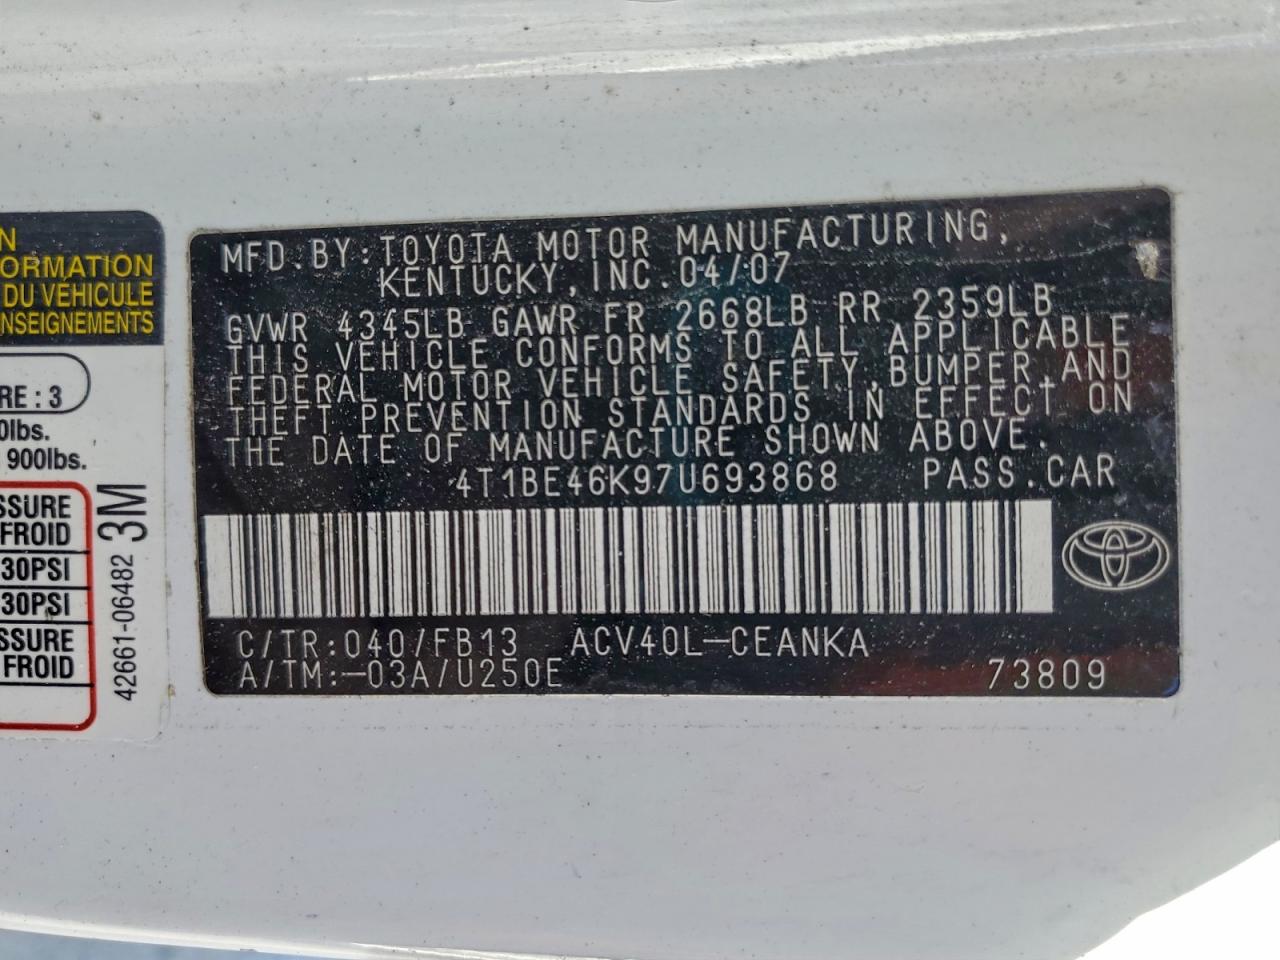 N
ORMATION
DU VÉHICULE
NSEIGNEMENTS
RE : 3
0lbs.
900lbs.
SSURE
FROID
30PSI
30PSI
SSURE
FROID
42661-06482 3M
MFD.BY:TOYOTA MOTOR MANUFACTURING,
KENTUCKY,INC.04/07
GVWR 4345LB GAWR FR 2668LB RR 2359LB
THIS VEHICLE CONFORMS TO ALL APPLICABLE
FEDERAL MOTOR VEHICLE SAFETY,BUMPER,AND
THEFT PREVENTION STANDARDS IN EFFECT ON
THE DATE OF MANUFACTURE SHOWN ABOVE.
4T1BE46K97U693868 PASS.CAR
C/TR:040/FB13 ACV40L-CEANKA
A/TM:-03A/U250E 73809